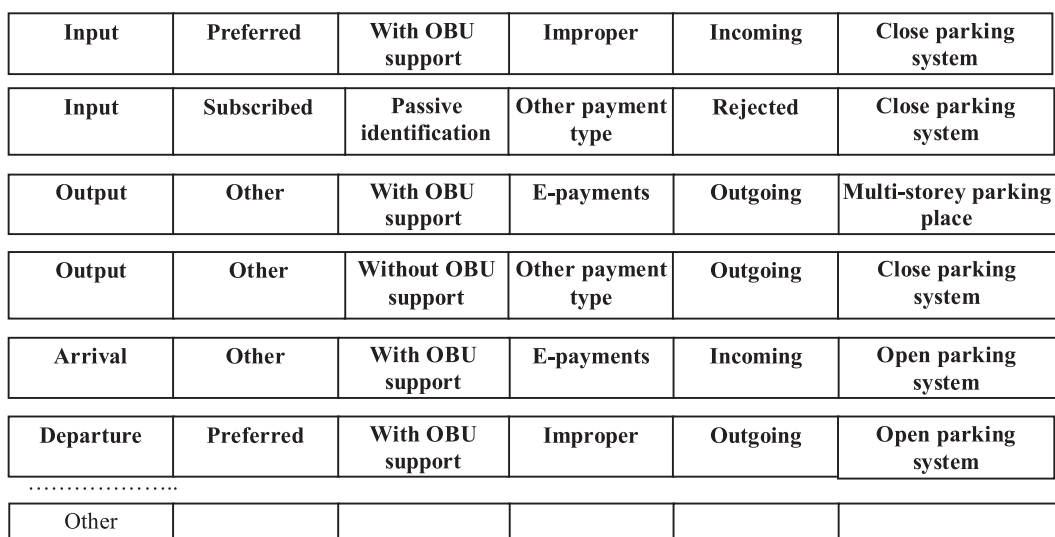 Input Preferred With OBU Improper Incoming Close parking
support system
Input Subscribed Passive Other payment Rejected Close parking
identification type system
Output Other With OBU E-payments Outgoing Multi-storey parking
support place
Output Other Without OBU Other payment Outgoing Close parking
support type system
Arrival Other With OBU E-payments Incoming Open parking
support system
Departure Preferred With OBU Improper Outgoing Open parking
support system
…………………..
Other